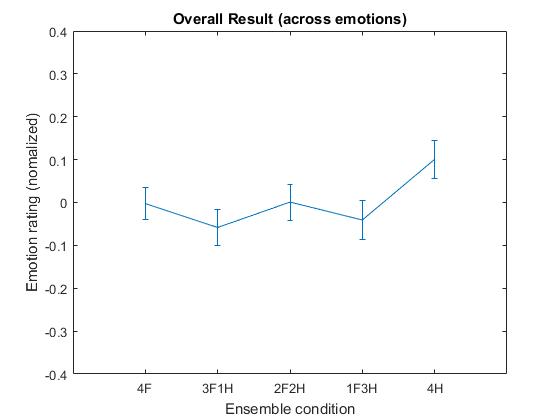 Overall Result (across emotions)
0.4
0.3
0.2
0.1
0
-0.1
-0.2
-0.3
-0.4
Emotion rating (nomalized)
4F 3F1H 2F2H 1F3H 4H
Ensemble condition